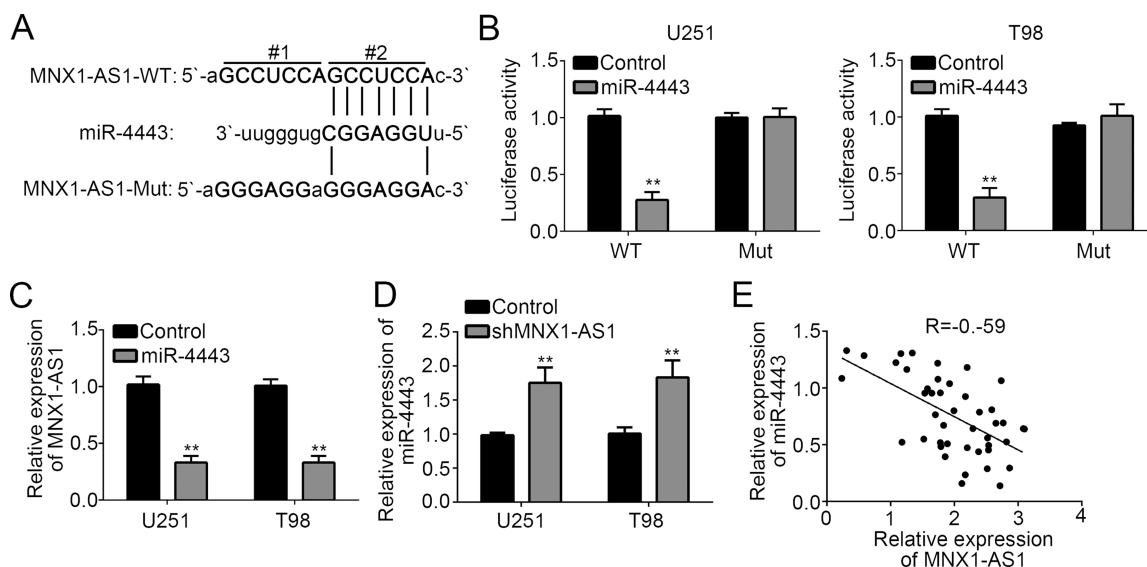 A
#1 #2
MNX1-AS1-WT: 5`-aGCCUCCAGCCUCCAc-3`
miR-4443: 3`-uugggugCGGAGGUu-5`
MNX1-AS1-Mut: 5`-aGGGAGGaGGGAGGAc-3`
B
U251
Luciferase activity
1.5
1.0
0.5
0.0
Control
miR-4443
**
WT Mut
T98
Luciferase activity
1.5
1.0
0.5
0.0
Control
miR-4443
**
WT Mut
C
Relative expression
of MNX1-AS1
1.5
1.0
0.5
0.0
Control
miR-4443
** **
U251 T98
D
Relative expression of
miR-4443
2.5
2.0
1.5
1.0
0.5
0.0
Control
shMNX1-AS1
** **
U251 T98
E
R=-0.-59
Relative expression
of miR-4443
1.5
1.0
0.5
0.0
0 1 2 3 4
Relative expression
of MNX1-AS1